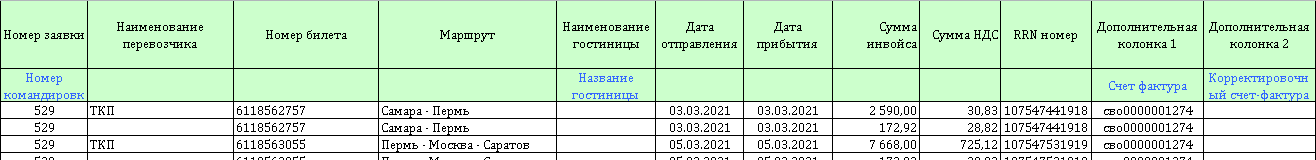 Номер заявки Наименование перевозчика Номер билета Маршрут Наименование гостиницы Дата отправления Дата прибытия Сумма инвойса Сумма НДС RRN номер Дополнительная колонка 1 Дополнительная колонка 2
Номер командировк Название гостиницы Счет фактура Корректировочный счет-фактура
529 ТКП 6118562757 Самара - Пермь 03.03.2021 03.03.2021 2 590,00 30,83 107547441918 сво0000001274
529 6118562757 Самара - Пермь 03.03.2021 03.03.2021 172,92 28,82 107547441918 сво0000001274
529 ТКП 6118563055 Пермь - Москва - Саратов 05.03.2021 05.03.2021 7 668,00 725,12 107547531919 сво0000001274